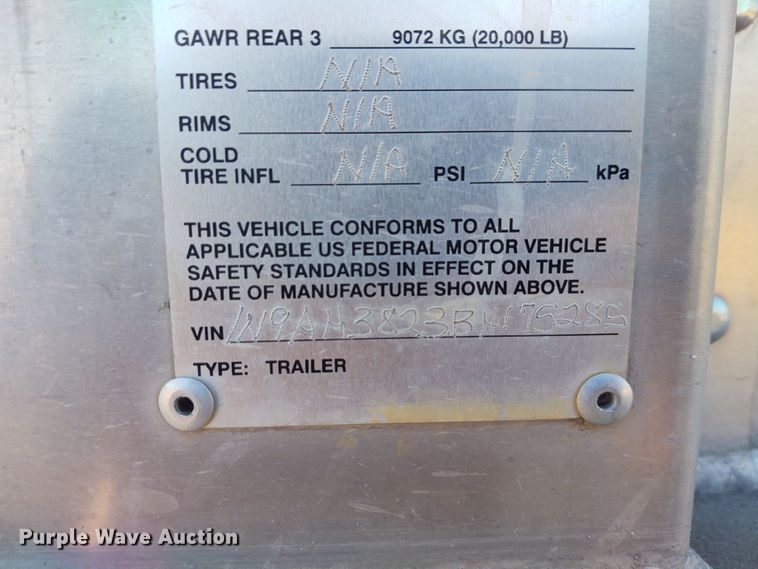 GAWR REAR 3 9072 KG (20,000 LB)
TIRES N/A
RIMS N/A
COLD
TIRE INFL N/A PSI N/A kPa
THIS VEHICLE CONFORMS TO ALL
APPLICABLE US FEDERAL MOTOR VEHICLE
SAFETY STANDARDS IN EFFECT ON THE
DATE OF MANUFACTURE SHOWN ABOVE.
VIN 1W9AH3823BH175285
TYPE: TRAILER
Purple Wave Auction